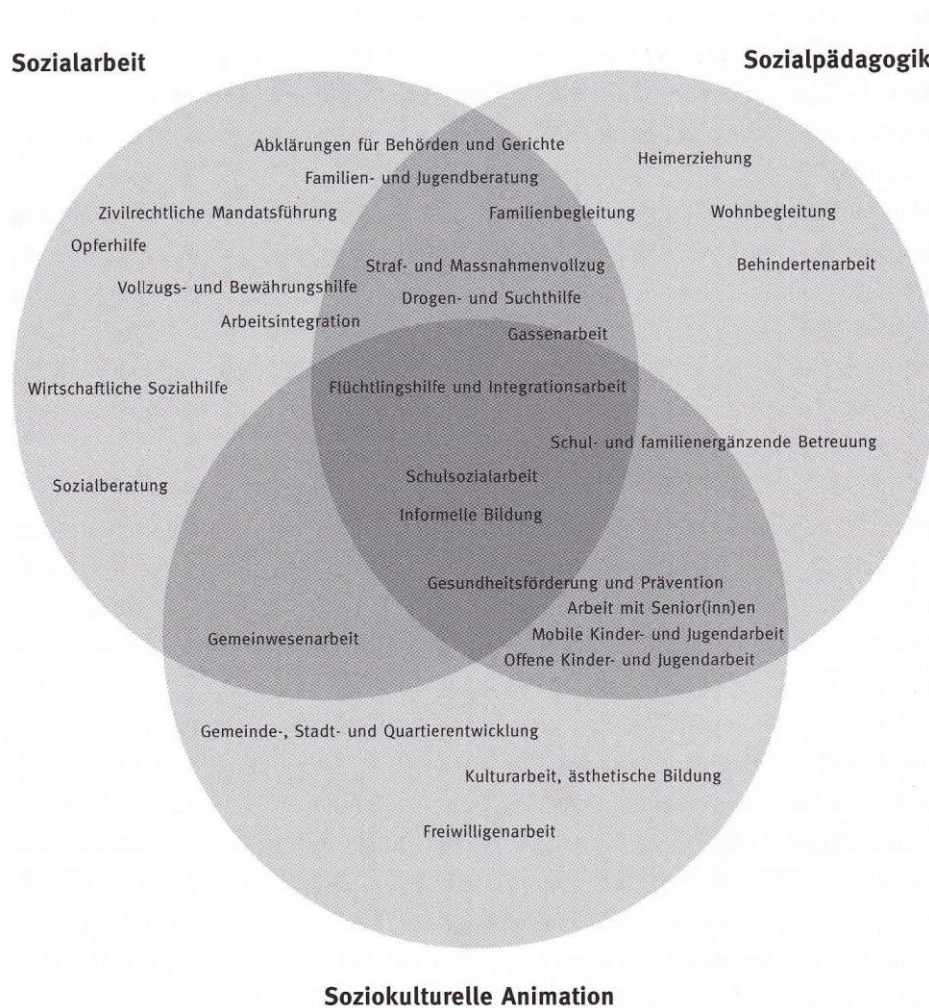 Sozialarbeit
Sozialpädagogik
Abklärungen für Behörden und Gerichte
Heimerziehung
Familien- und Jugendberatung
Zivilrechtliche Mandatsführung
Familienbegleitung
Wohnbegleitung
Opferhilfe
Straf- und Massnahmenvollzug
Behindertenarbeit
Vollzugs- und Bewährungshilfe
Drogen- und Suchthilfe
Arbeitsintegration
Gassenarbeit
Wirtschaftliche Sozialhilfe
Flüchtlingshilfe und Integrationsarbeit
Schul- und familienergänzende Betreuung
Sozialberatung
Schulsozialarbeit
Informelle Bildung
Gesundheitsförderung und Prävention
Arbeit mit Senior(inn)en
Gemeinwesenarbeit
Mobile Kinder- und Jugendarbeit
Offene Kinder- und Jugendarbeit
Gemeinde-, Stadt- und Quartierentwicklung
Kulturarbeit, ästhetische Bildung
Freiwilligenarbeit
Soziokulturelle Animation